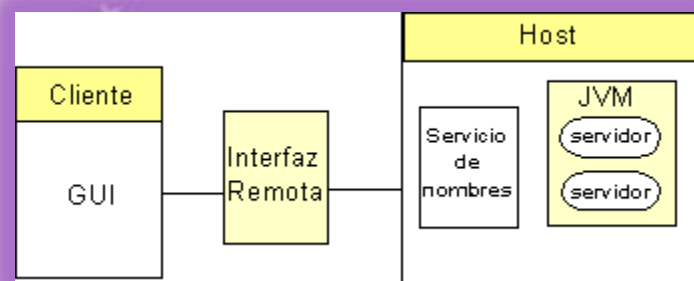 Cliente
GUI
Interfaz
Remota
Host
Servicio
de
nombres
JVM
servidor
servidor